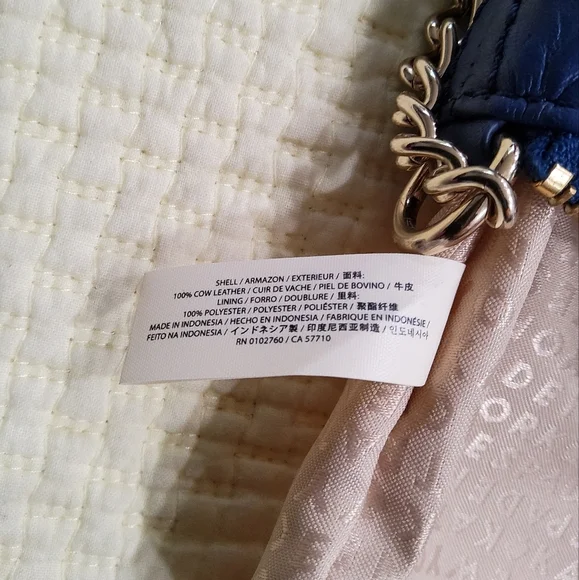 SHELL / ARMAZON / EXTERIEUR / 面料:
100% COW LEATHER / CUIR DE VACHE / PIEL DE BOVINO / 牛皮
LINING / FORRO / DOUBLURE / 里料:
100% POLYESTER / POLYESTER / POLIÉSTER / 聚酯纤维
MADE IN INDONESIA / HECHO EN INDONESIA / FABRIQUE EN INDONÉSIE/
FEITO NA INDONESIA / インドネシア製 / 印度尼西亚制造 / 인도네시아
RN 0102760 / CA 57710